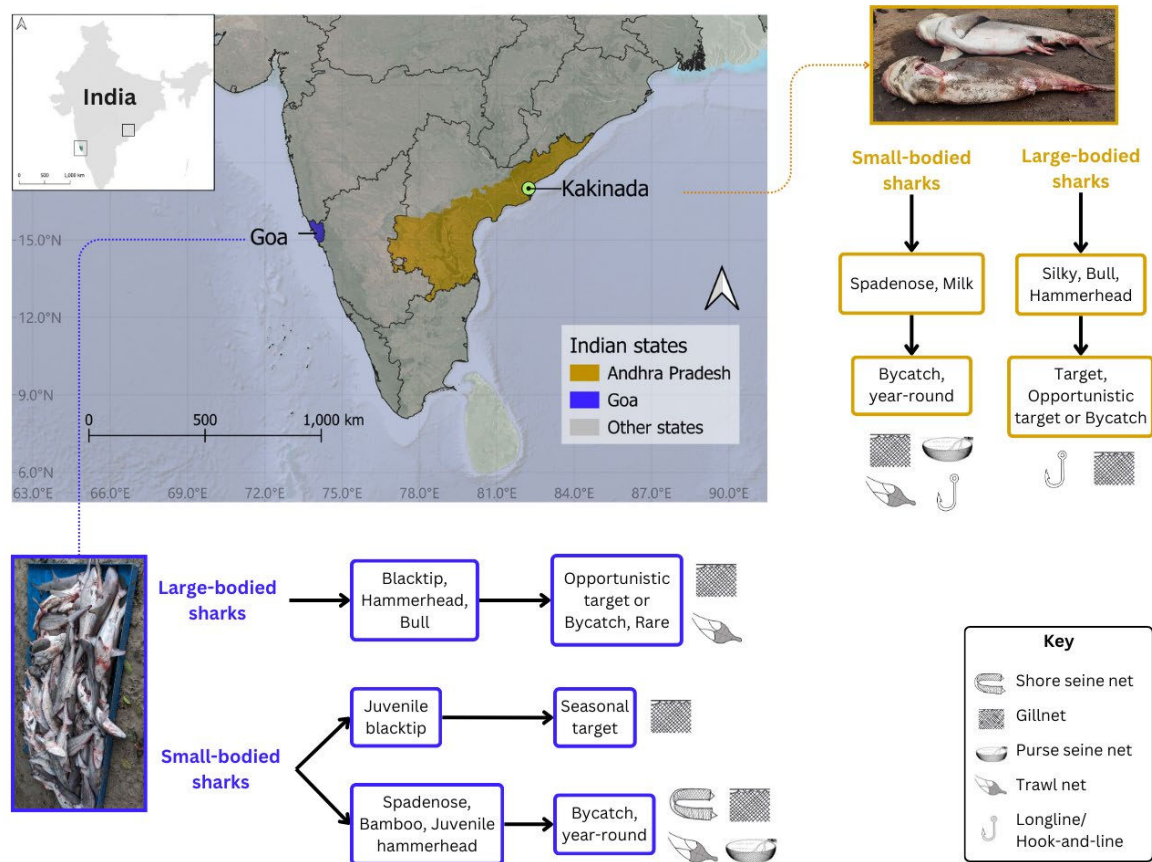 India
0 500 1,000 km
Kakinada
Goa
15.0°N
12.0°N
9.0°N
6.0°N
63.0°E 66.0°E 69.0°E 72.0°E 75.0°E 78.0°E 81.0°E 84.0°E 87.0°E 90.0°E
0 500 1,000 km
Indian states
Andhra Pradesh
Goa
Other states
Small-bodied
sharks
Spadenose, Milk
Bycatch,
year-round
Large-bodied
sharks
Silky, Bull,
Hammerhead
Target,
Opportunistic
target or Bycatch
Large-bodied
sharks
Blacktip,
Hammerhead,
Bull
Opportunistic
target or
Bycatch, Rare
Small-bodied
sharks
Juvenile
blacktip
Seasonal
target
Spadenose,
Bamboo, Juvenile
hammerhead
Bycatch,
year-round
Key
Shore seine net
Gillnet
Purse seine net
Trawl net
Longline/
Hook-and-line